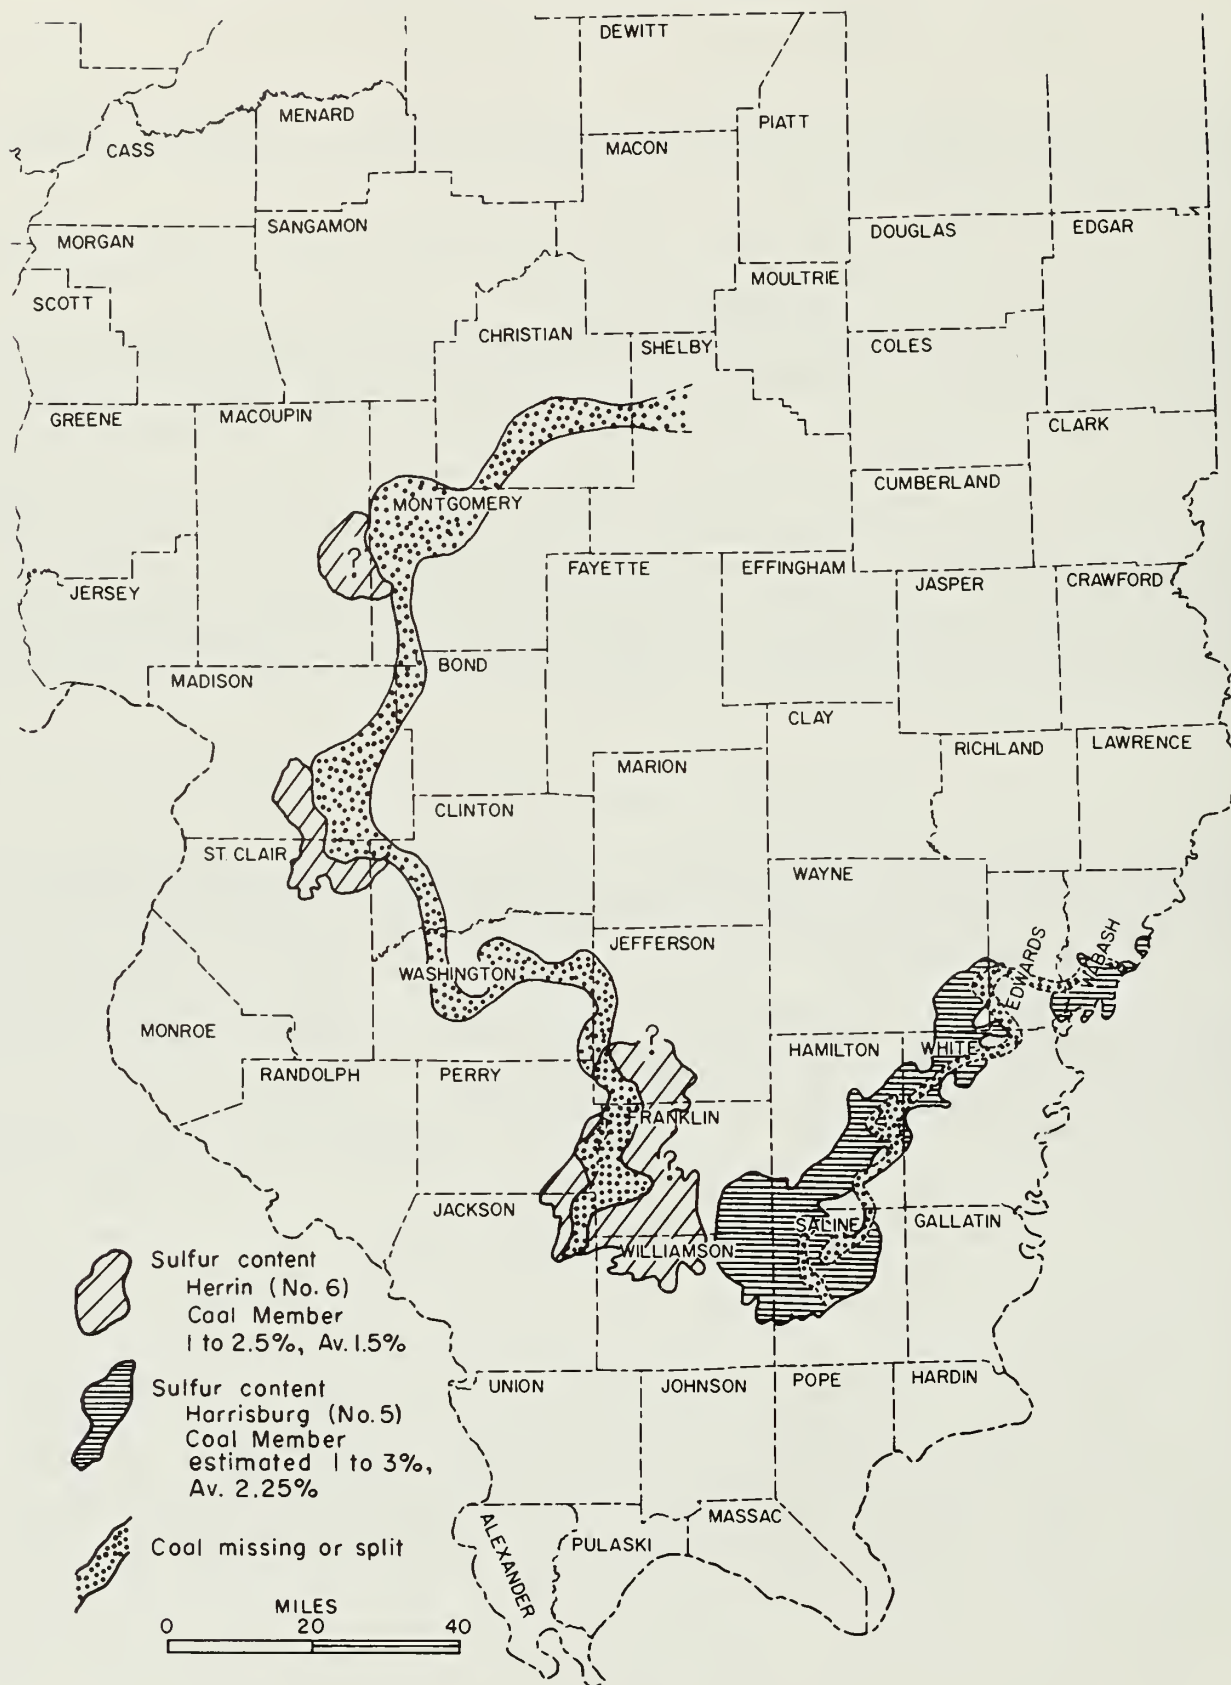 DEWITT
PIATT
MENARD
MACON
CASS
SANGAMON
DOUGLAS
EDGAR
MORGAN
MOULTRIE
SCOTT
CHRISTIAN
SHELBY
COLES
GREENE
MACOUPIN
CLARK
CUMBERLAND
MONTGOMERY
?
FAYETTE
EFFINGHAM
JASPER
CRAWFORD
JERSEY
BOND
MADISON
CLAY
RICHLAND
LAWRENCE
MARION
CLINTON
ST. CLAIR
WAYNE
JEFFERSON
EDWARDS
WABASH
WASHINGTON
MONROE
?
HAMILTON
WHITE
RANDOLPH
PERRY
FRANKLIN
?
JACKSON
SALINE
GALLATIN
WILLIAMSON
Sulfur content
Herrin (No. 6)
Coal Member
1 to 2.5%, Av. 1.5%
UNION
JOHNSON
POPE
HARDIN
Sulfur content
Harrisburg (No. 5)
Coal Member
estimated 1 to 3%,
Av. 2.25%
MASSAC
ALEXANDER
PULASKI
Coal missing or split
MILES
0 20 40